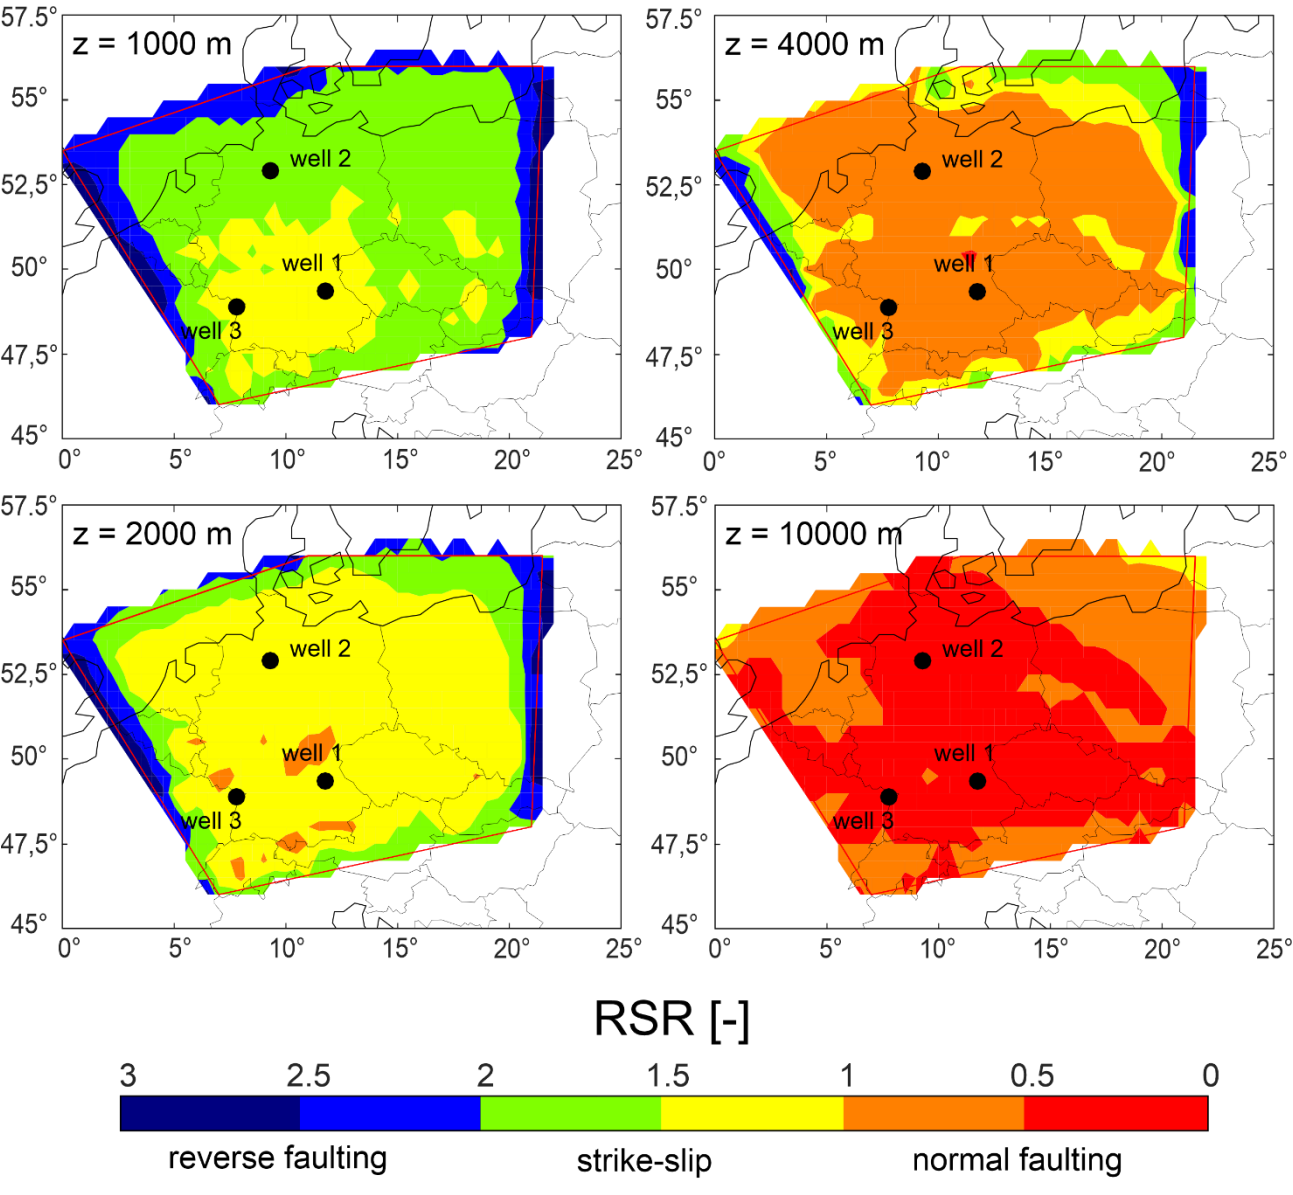 z = 1000 m
57.5°
55°
52,5°
50°
47,5°
45°
0°
5°
10°
15°
20°
25°
well 2
well 1
well 3
z = 4000 m
57.5°
55°
52,5°
50°
47,5°
45°
0°
5°
10°
15°
20°
25°
well 2
well 1
well 3
z = 2000 m
57.5°
55°
52,5°
50°
47,5°
45°
0°
5°
10°
15°
20°
25°
well 2
well 1
well 3
z = 10000 m
57.5°
55°
52,5°
50°
47,5°
45°
0°
5°
10°
15°
20°
25°
well 2
well 1
well 3
RSR [-]
3 2.5 2 1.5 1 0.5 0
reverse faulting strike-slip normal faulting